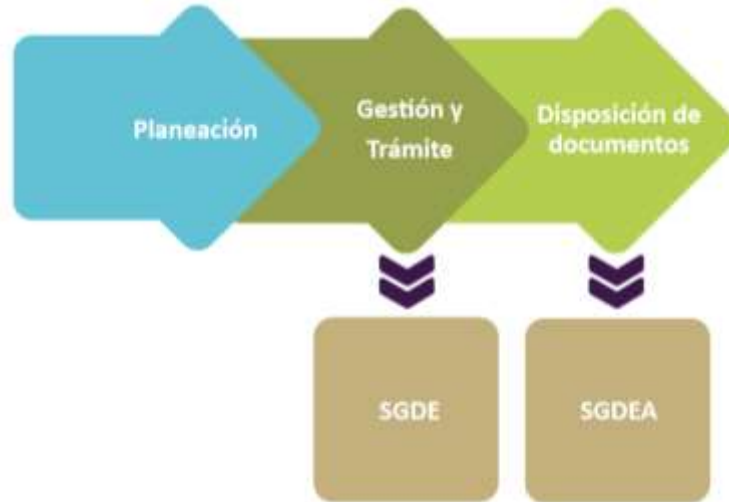 Planeación
Gestión y
Trámite
Disposición de
documentos
SGDE
SGDEA